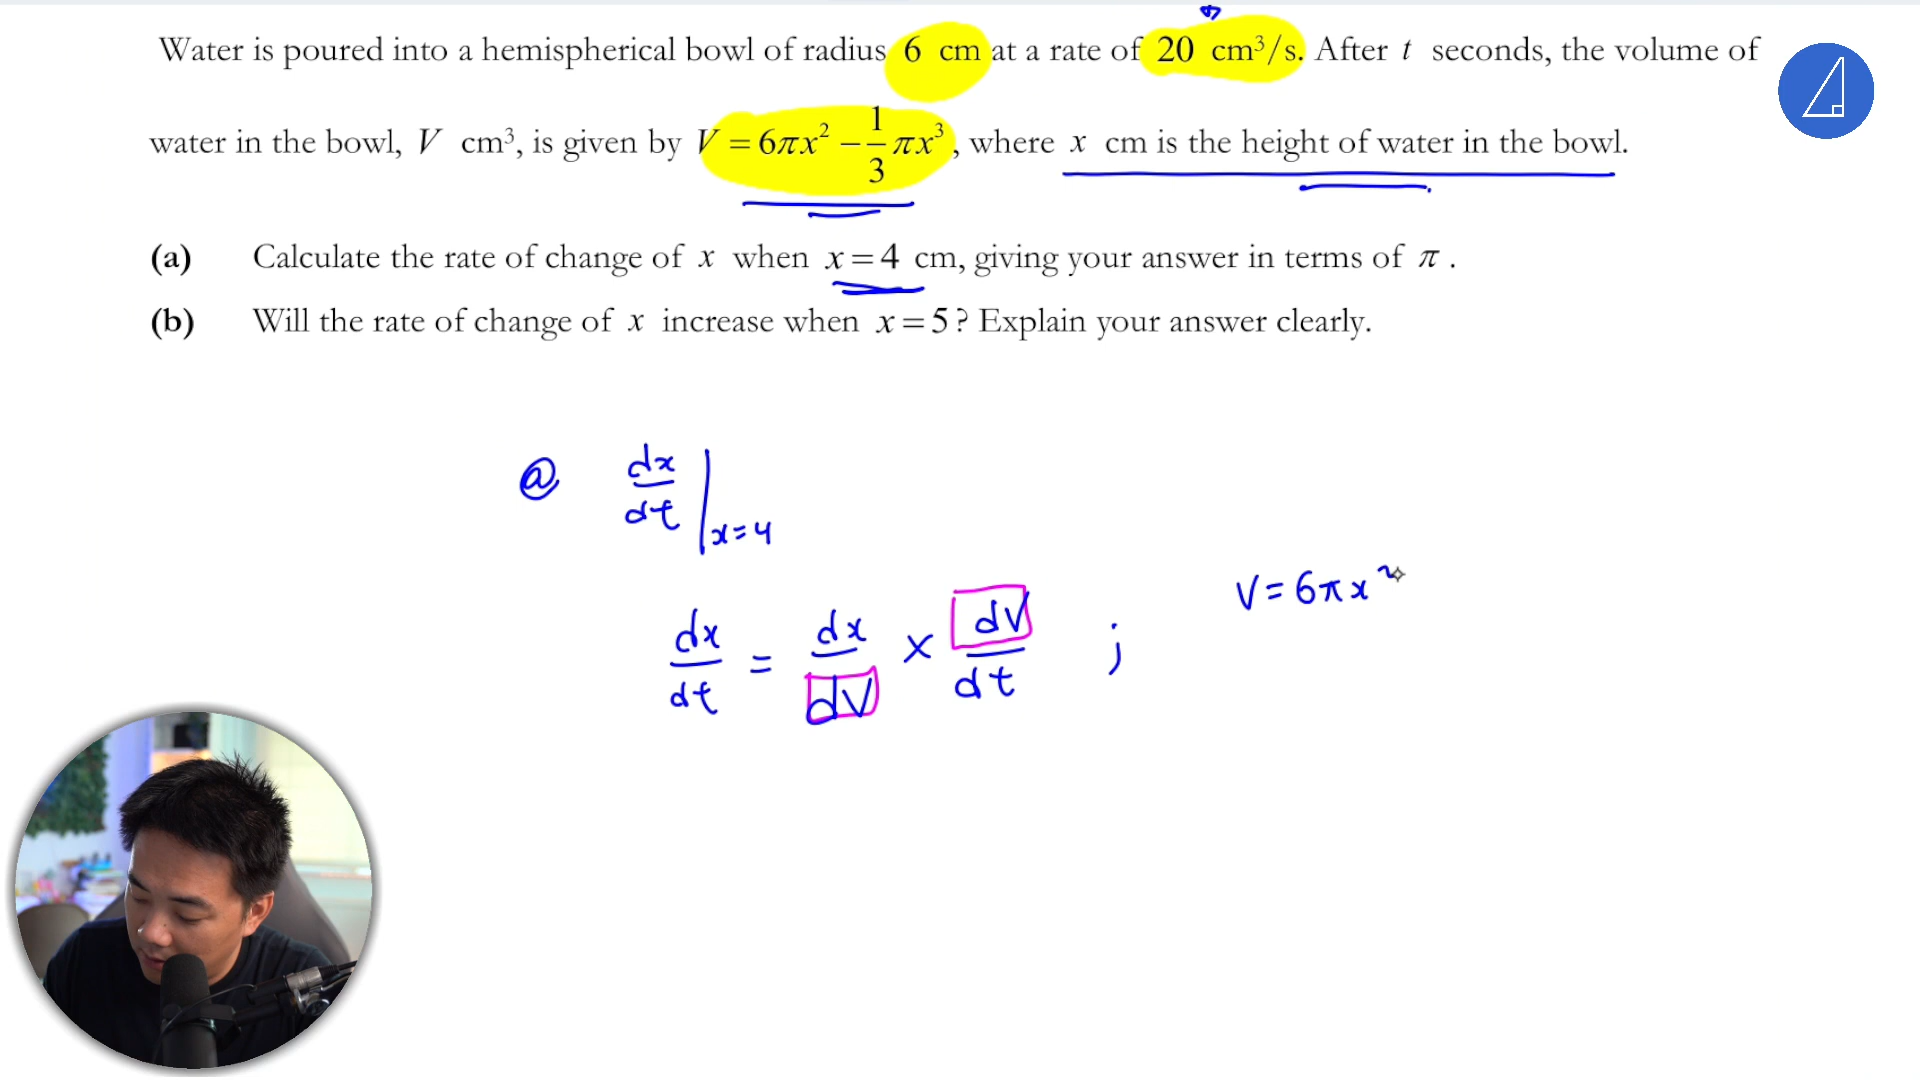 Water is poured into a hemispherical bowl of radius 6 cm at a rate of 20 cm³/s. After t seconds, the volume of
water in the bowl, V cm³, is given by V = 6πx² − 1/3 πx³, where x cm is the height of water in the bowl.
(a) Calculate the rate of change of x when x = 4 cm, giving your answer in terms of π .
(b) Will the rate of change of x increase when x = 5? Explain your answer clearly.
@ dx/dt | x=4
dx/dt = dx/dV × dV/dt ;
V = 6πx²